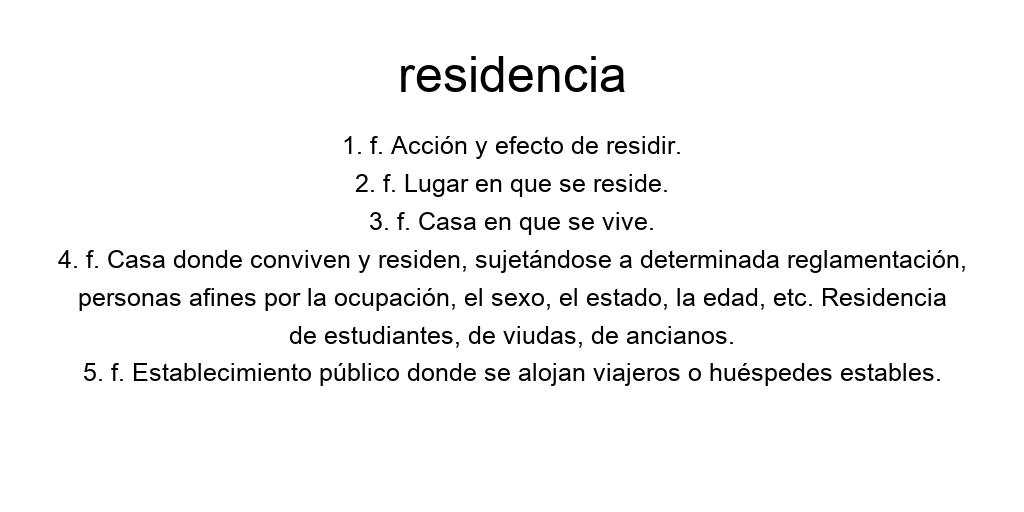 residencia
1. f. Acción y efecto de residir.
2. f. Lugar en que se reside.
3. f. Casa en que se vive.
4. f. Casa donde conviven y residen, sujetándose a determinada reglamentación,
personas afines por la ocupación, el sexo, el estado, la edad, etc. Residencia
de estudiantes, de viudas, de ancianos.
5. f. Establecimiento público donde se alojan viajeros o huéspedes estables.